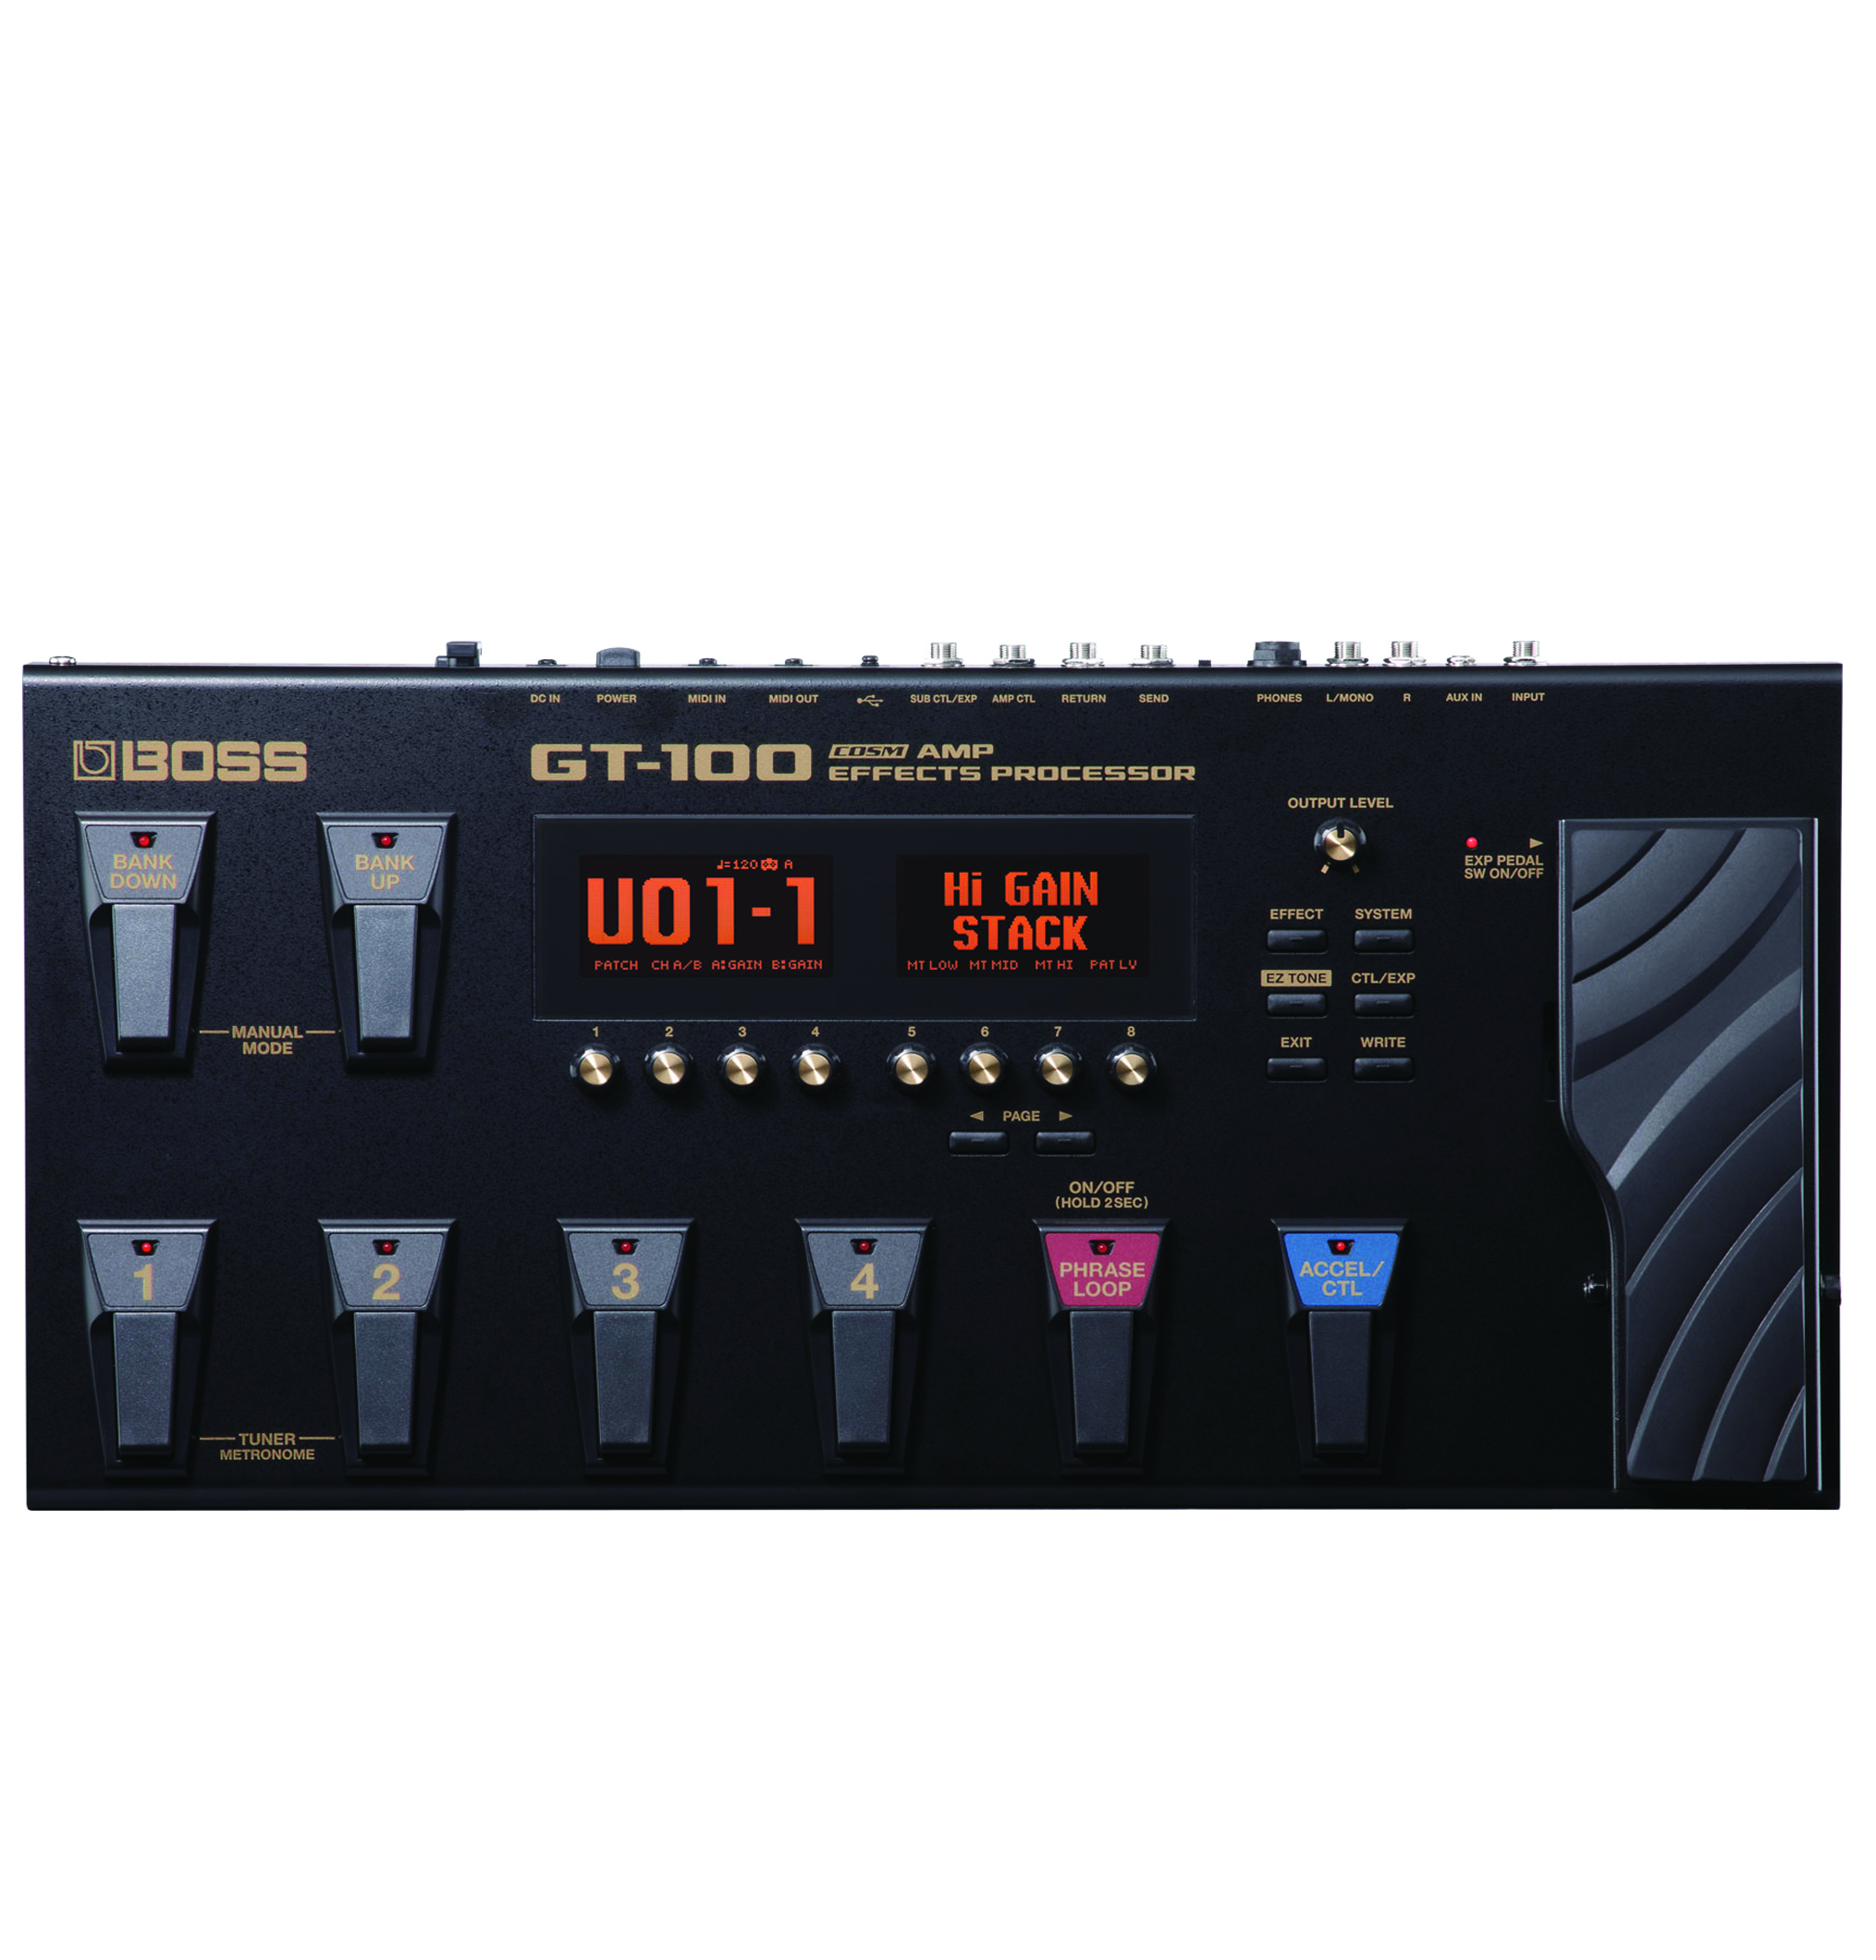 DC IN POWER MIDI IN MIDI OUT SUB CTL/EXP AMP CTL RETURN SEND PHONES L/MONO R AUX IN INPUT
BOSS
GT-100 COSM AMP
EFFECTS PROCESSOR
OUTPUT LEVEL
EXP PEDAL
SW ON/OFF
BANK
DOWN
BANK
UP
♩=120 A
U01-1
PATCH CH A/B A:GAIN B:GAIN
Hi GAIN
STACK
MT LOW MT MID MT HI PAT LV
EFFECT SYSTEM
EZ TONE CTL/EXP
EXIT WRITE
MANUAL
MODE
1 2 3 4 5 6 7 8
◄ PAGE ►
ON/OFF
(HOLD 2SEC)
1
2
3
4
PHRASE
LOOP
ACCEL/
CTL
TUNER
METRONOME